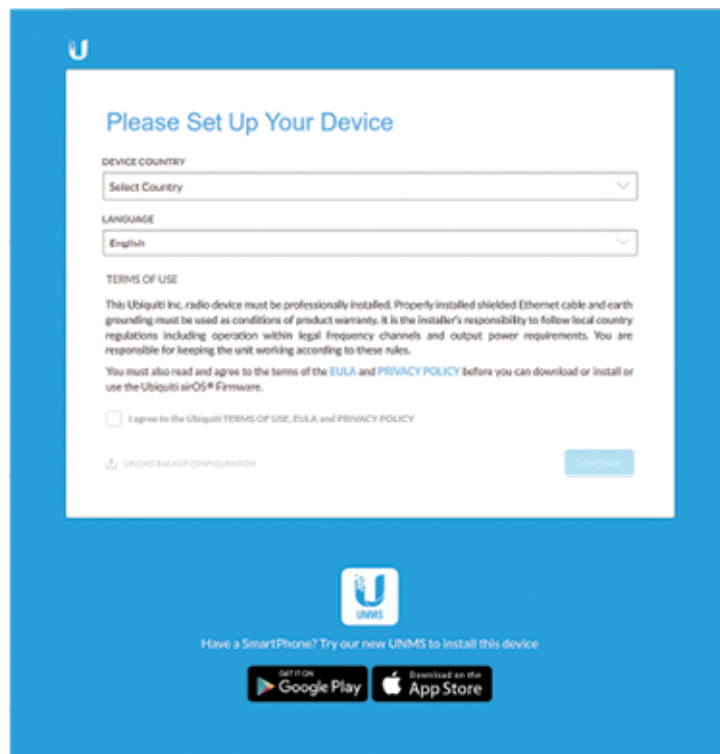 Please Set Up Your Device
DEVICE COUNTRY
Select Country
LANGUAGE
English
TERMS OF USE
This Ubiquiti Inc. radio device must be professionally installed. Properly installed shielded Ethernet cable and earth
grounding must be used as conditions of product warranty. It is the installer's responsibility to follow local country
regulations including operation within legal frequency channels and output power requirements. You are
responsible for keeping the unit working according to these rules.
You must also read and agree to the terms of the EULA and PRIVACY POLICY before you can download or install or
use the Ubiquiti airOS® Firmware.
I agree to the Ubiquiti TERMS OF USE, EULA and PRIVACY POLICY
UPLOAD BACKUP CONFIGURATION
CONTINUE
U
UNMS
Have a SmartPhone? Try our new UNMS to install this device
GET IT ON
Google Play
Download on the
App Store